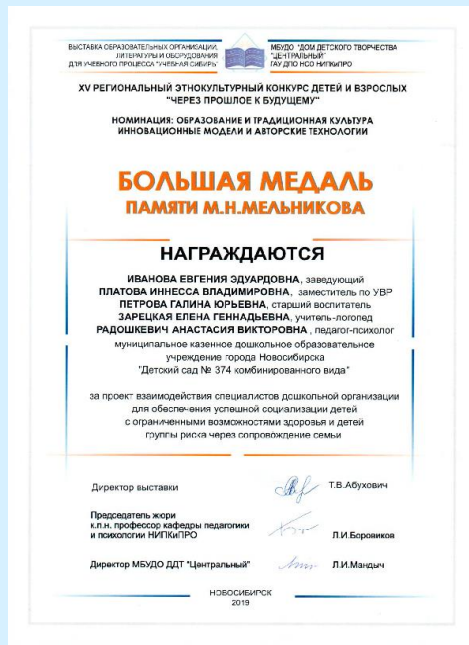 ВЫСТАВКА ОБРАЗОВАТЕЛЬНЫХ ОРГАНИЗАЦИЙ,
ЛИТЕРАТУРЫ И ОБОРУДОВАНИЯ
ДЛЯ УЧЕБНОГО ПРОЦЕССА "УЧЕБНАЯ СИБИРЬ"
МБУДО "ДОМ ДЕТСКОГО ТВОРЧЕСТВА
"ЦЕНТРАЛЬНЫЙ"
ГАУ ДПО НСО НИПКиПРО
XV РЕГИОНАЛЬНЫЙ ЭТНОКУЛЬТУРНЫЙ КОНКУРС ДЕТЕЙ И ВЗРОСЛЫХ
"ЧЕРЕЗ ПРОШЛОЕ К БУДУЩЕМУ"
НОМИНАЦИЯ: ОБРАЗОВАНИЕ И ТРАДИЦИОННАЯ КУЛЬТУРА
ИННОВАЦИОННЫЕ МОДЕЛИ И АВТОРСКИЕ ТЕХНОЛОГИИ
БОЛЬШАЯ МЕДАЛЬ
ПАМЯТИ М.Н.МЕЛЬНИКОВА
НАГРАЖДАЮТСЯ
ИВАНОВА ЕВГЕНИЯ ЭДУАРДОВНА, заведующий
ПЛАТОВА ИННЕССА ВЛАДИМИРОВНА, заместитель по УВР
ПЕТРОВА ГАЛИНА ЮРЬЕВНА, старший воспитатель
ЗАРЕЦКАЯ ЕЛЕНА ГЕННАДЬЕВНА, учитель-логопед
РАДОШКЕВИЧ АНАСТАСИЯ ВИКТОРОВНА , педагог-психолог
муниципальное казенное дошкольное образовательное
учреждение города Новосибирска
"Детский сад № 374 комбинированного вида"
за проект взаимодействия специалистов дошкольной организации
для обеспечения успешной социализации детей
с ограниченными возможностями здоровья и детей
группы риска через сопровождение семьи
Директор выставки Т.В.Абухович
Председатель жюри
к.п.н. профессор кафедры педагогики
и психологии НИПКиПРО Л.И.Боровиков
Директор МБУДО ДДТ "Центральный" Л.И.Мандыч
НОВОСИБИРСК
2019